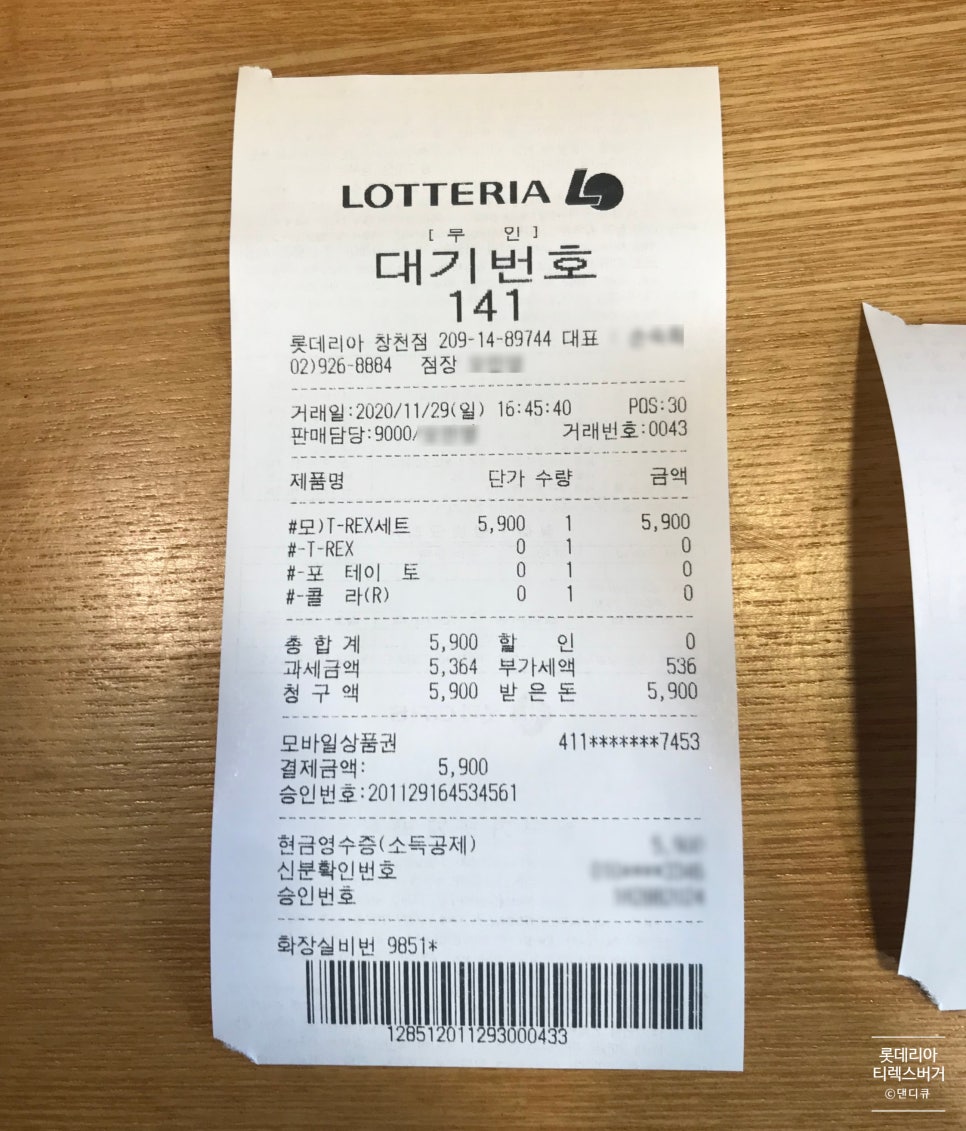 LOTTERIA
[ 무 인 ]
대기번호
141
롯데리아 창천점 209-14-89744 대표 :
02)926-8884 점장
거래일:2020/11/29(일) 16:45:40 POS:30
판매담당:9000/ 거래번호:0043
제품명 단가 수량 금액
#모)T-REX세트 5,900 1 5,900
#-T-REX 0 1 0
#-포 테이 토 0 1 0
#-콜 라(R) 0 1 0
총 합 계 5,900 할 인 0
과세금액 5,364 부가세액 536
청 구 액 5,900 받 은 돈 5,900
모바일상품권 411*******7453
결제금액: 5,900
승인번호:201129164534561
현금영수증(소득공제)
신분확인번호
승인번호
화장실비번 9851*
128512011293000433
롯데리아
티렉스버거
©댄디큐